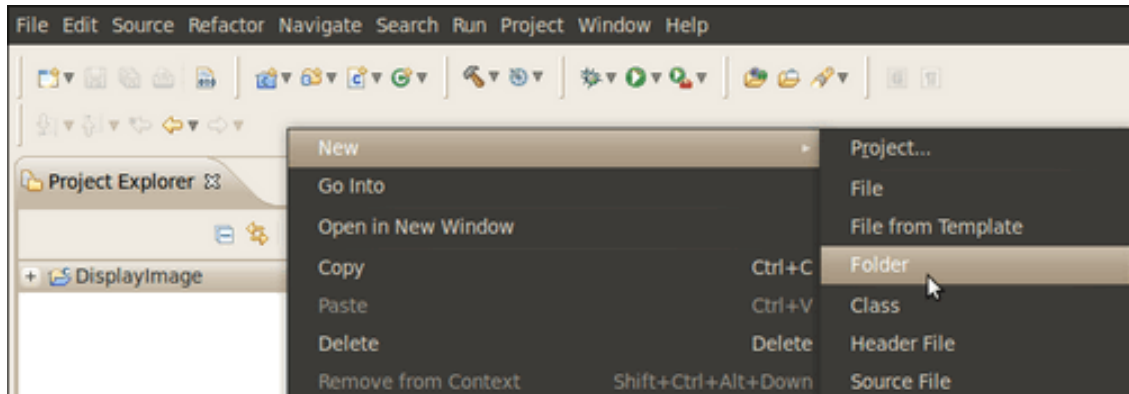 File Edit Source Refactor Navigate Search Run Project Window Help
Project Explorer
DisplayImage
New
Go Into
Open in New Window
Copy Ctrl+C
Paste Ctrl+V
Delete Delete
Remove from Context Shift+Ctrl+Alt+Down
Project...
File
File from Template
Folder
Class
Header File
Source File